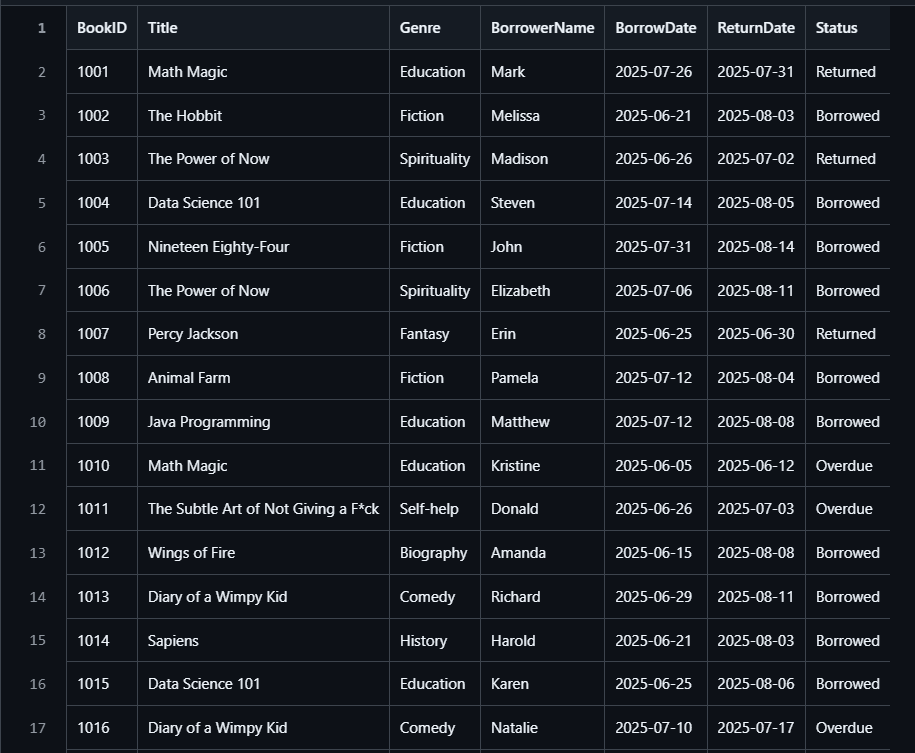 1 BookID Title Genre BorrowerName BorrowDate ReturnDate Status
2 1001 Math Magic Education Mark 2025-07-26 2025-07-31 Returned
3 1002 The Hobbit Fiction Melissa 2025-06-21 2025-08-03 Borrowed
4 1003 The Power of Now Spirituality Madison 2025-06-26 2025-07-02 Returned
5 1004 Data Science 101 Education Steven 2025-07-14 2025-08-05 Borrowed
6 1005 Nineteen Eighty-Four Fiction John 2025-07-31 2025-08-14 Borrowed
7 1006 The Power of Now Spirituality Elizabeth 2025-07-06 2025-08-11 Borrowed
8 1007 Percy Jackson Fantasy Erin 2025-06-25 2025-06-30 Returned
9 1008 Animal Farm Fiction Pamela 2025-07-12 2025-08-04 Borrowed
10 1009 Java Programming Education Matthew 2025-07-12 2025-08-08 Borrowed
11 1010 Math Magic Education Kristine 2025-06-05 2025-06-12 Overdue
12 1011 The Subtle Art of Not Giving a F*ck Self-help Donald 2025-06-26 2025-07-03 Overdue
13 1012 Wings of Fire Biography Amanda 2025-06-15 2025-08-08 Borrowed
14 1013 Diary of a Wimpy Kid Comedy Richard 2025-06-29 2025-08-11 Borrowed
15 1014 Sapiens History Harold 2025-06-21 2025-08-03 Borrowed
16 1015 Data Science 101 Education Karen 2025-06-25 2025-08-06 Borrowed
17 1016 Diary of a Wimpy Kid Comedy Natalie 2025-07-10 2025-07-17 Overdue